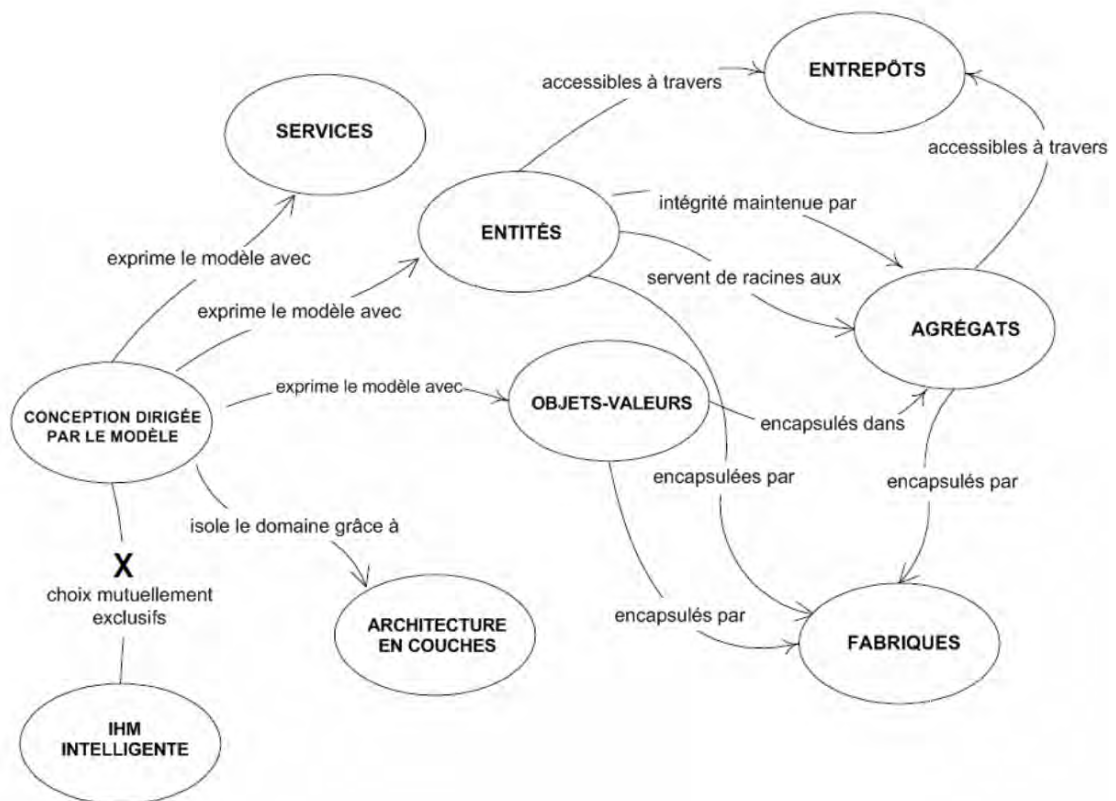 ENTREPÔTS
accessibles à travers
SERVICES
accessibles à travers
intégrité maintenue par
ENTITÉS
exprime le modèle avec
servent de racines aux
exprime le modèle avec
AGRÉGATS
exprime le modèle avec
OBJETS-VALEURS
CONCEPTION DIRIGÉE
PAR LE MODÈLE
encapsulés dans
encapsulées par
encapsulés par
isole le domaine grâce à
X
choix mutuellement
exclusifs
encapsulés par
ARCHITECTURE
EN COUCHES
FABRIQUES
IHM
INTELLIGENTE